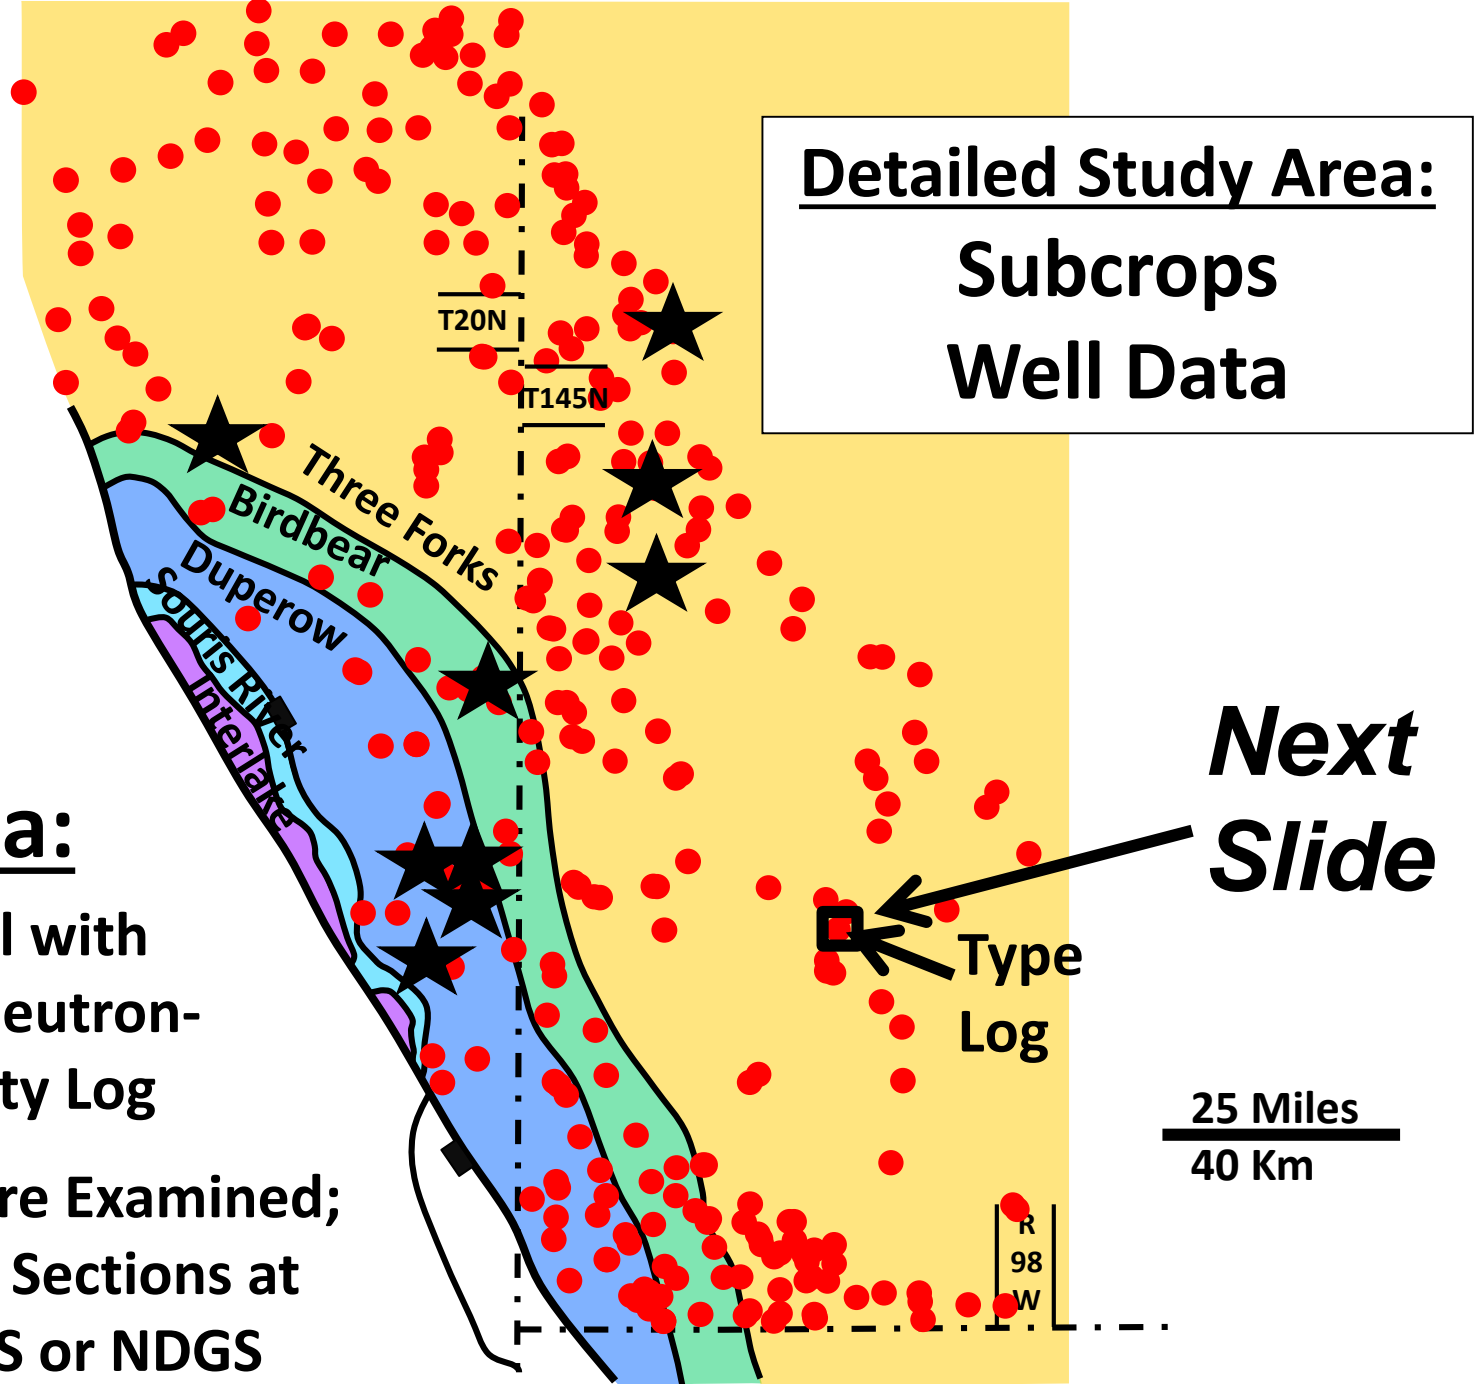 Detailed Study Area:
Subcrops
Well Data
T20N
T145N
Three Forks
Birdbear
Duperow
Souris River
Interlake
Next
Slide
Type
Log
a:
l with
eutron-
ty Log
re Examined;
Sections at
S or NDGS
25 Miles
40 Km
R
98
W